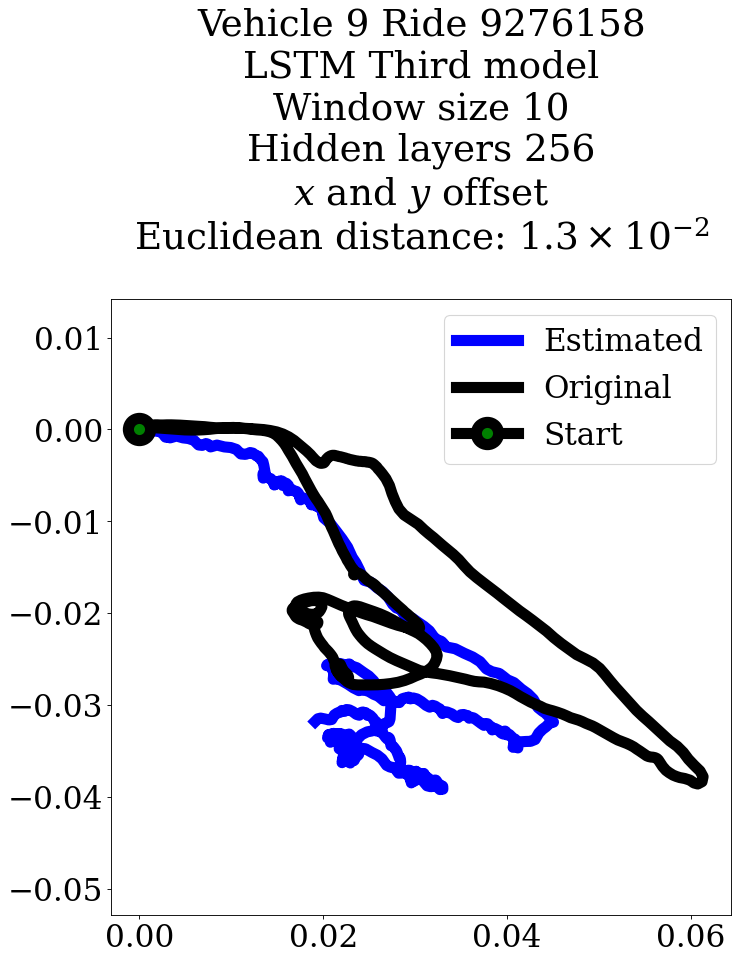 Vehicle 9 Ride 9276158
LSTM Third model
Window size 10
Hidden layers 256
x and y offset
Euclidean distance: 1.3 × 10⁻²
Estimated
Original
Start
0.01
0.00
−0.01
−0.02
−0.03
−0.04
−0.05
0.00 0.02 0.04 0.06